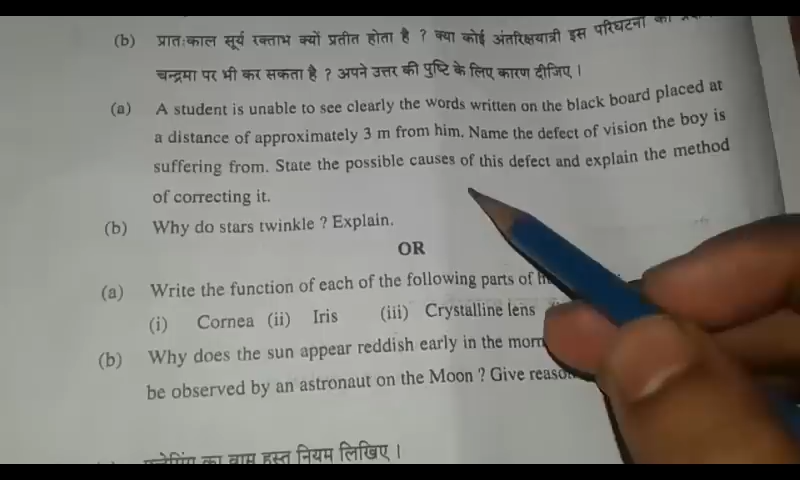 (b) प्रातःकाल सूर्य रक्ताभ क्यों प्रतीत होता है ? क्या कोई अंतरिक्षयात्री इस परिघटना का
चन्द्रमा पर भी कर सकता है ? अपने उत्तर की पुष्टि के लिए कारण दीजिए ।
(a) A student is unable to see clearly the words written on the black board placed at
a distance of approximately 3 m from him. Name the defect of vision the boy is
suffering from. State the possible causes of this defect and explain the method
of correcting it.
(b) Why do stars twinkle ? Explain.
OR
(a) Write the function of each of the following parts of
(i) Cornea (ii) Iris (iii) Crystalline lens
(b) Why does the sun appear reddish early in the
be observed by an astronaut on the Moon ? Give
का वाम हस्त नियम लिखिए ।